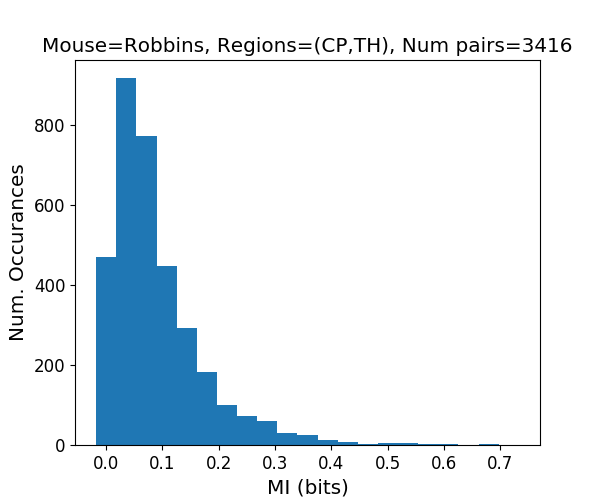 Mouse=Robbins, Regions=(CP,TH), Num pairs=3416
Num. Occurances
800
600
400
200
0
0.0 0.1 0.2 0.3 0.4 0.5 0.6 0.7
MI (bits)